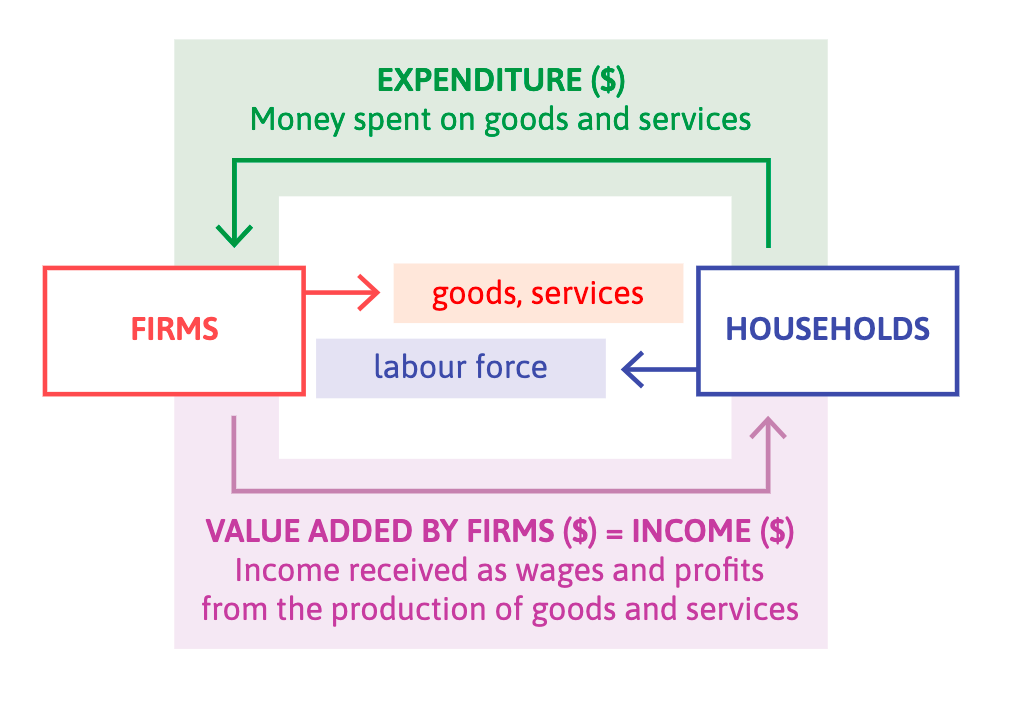 EXPENDITURE ($)
Money spent on goods and services
FIRMS
goods, services
labour force
HOUSEHOLDS
VALUE ADDED BY FIRMS ($) = INCOME ($)
Income received as wages and profits
from the production of goods and services